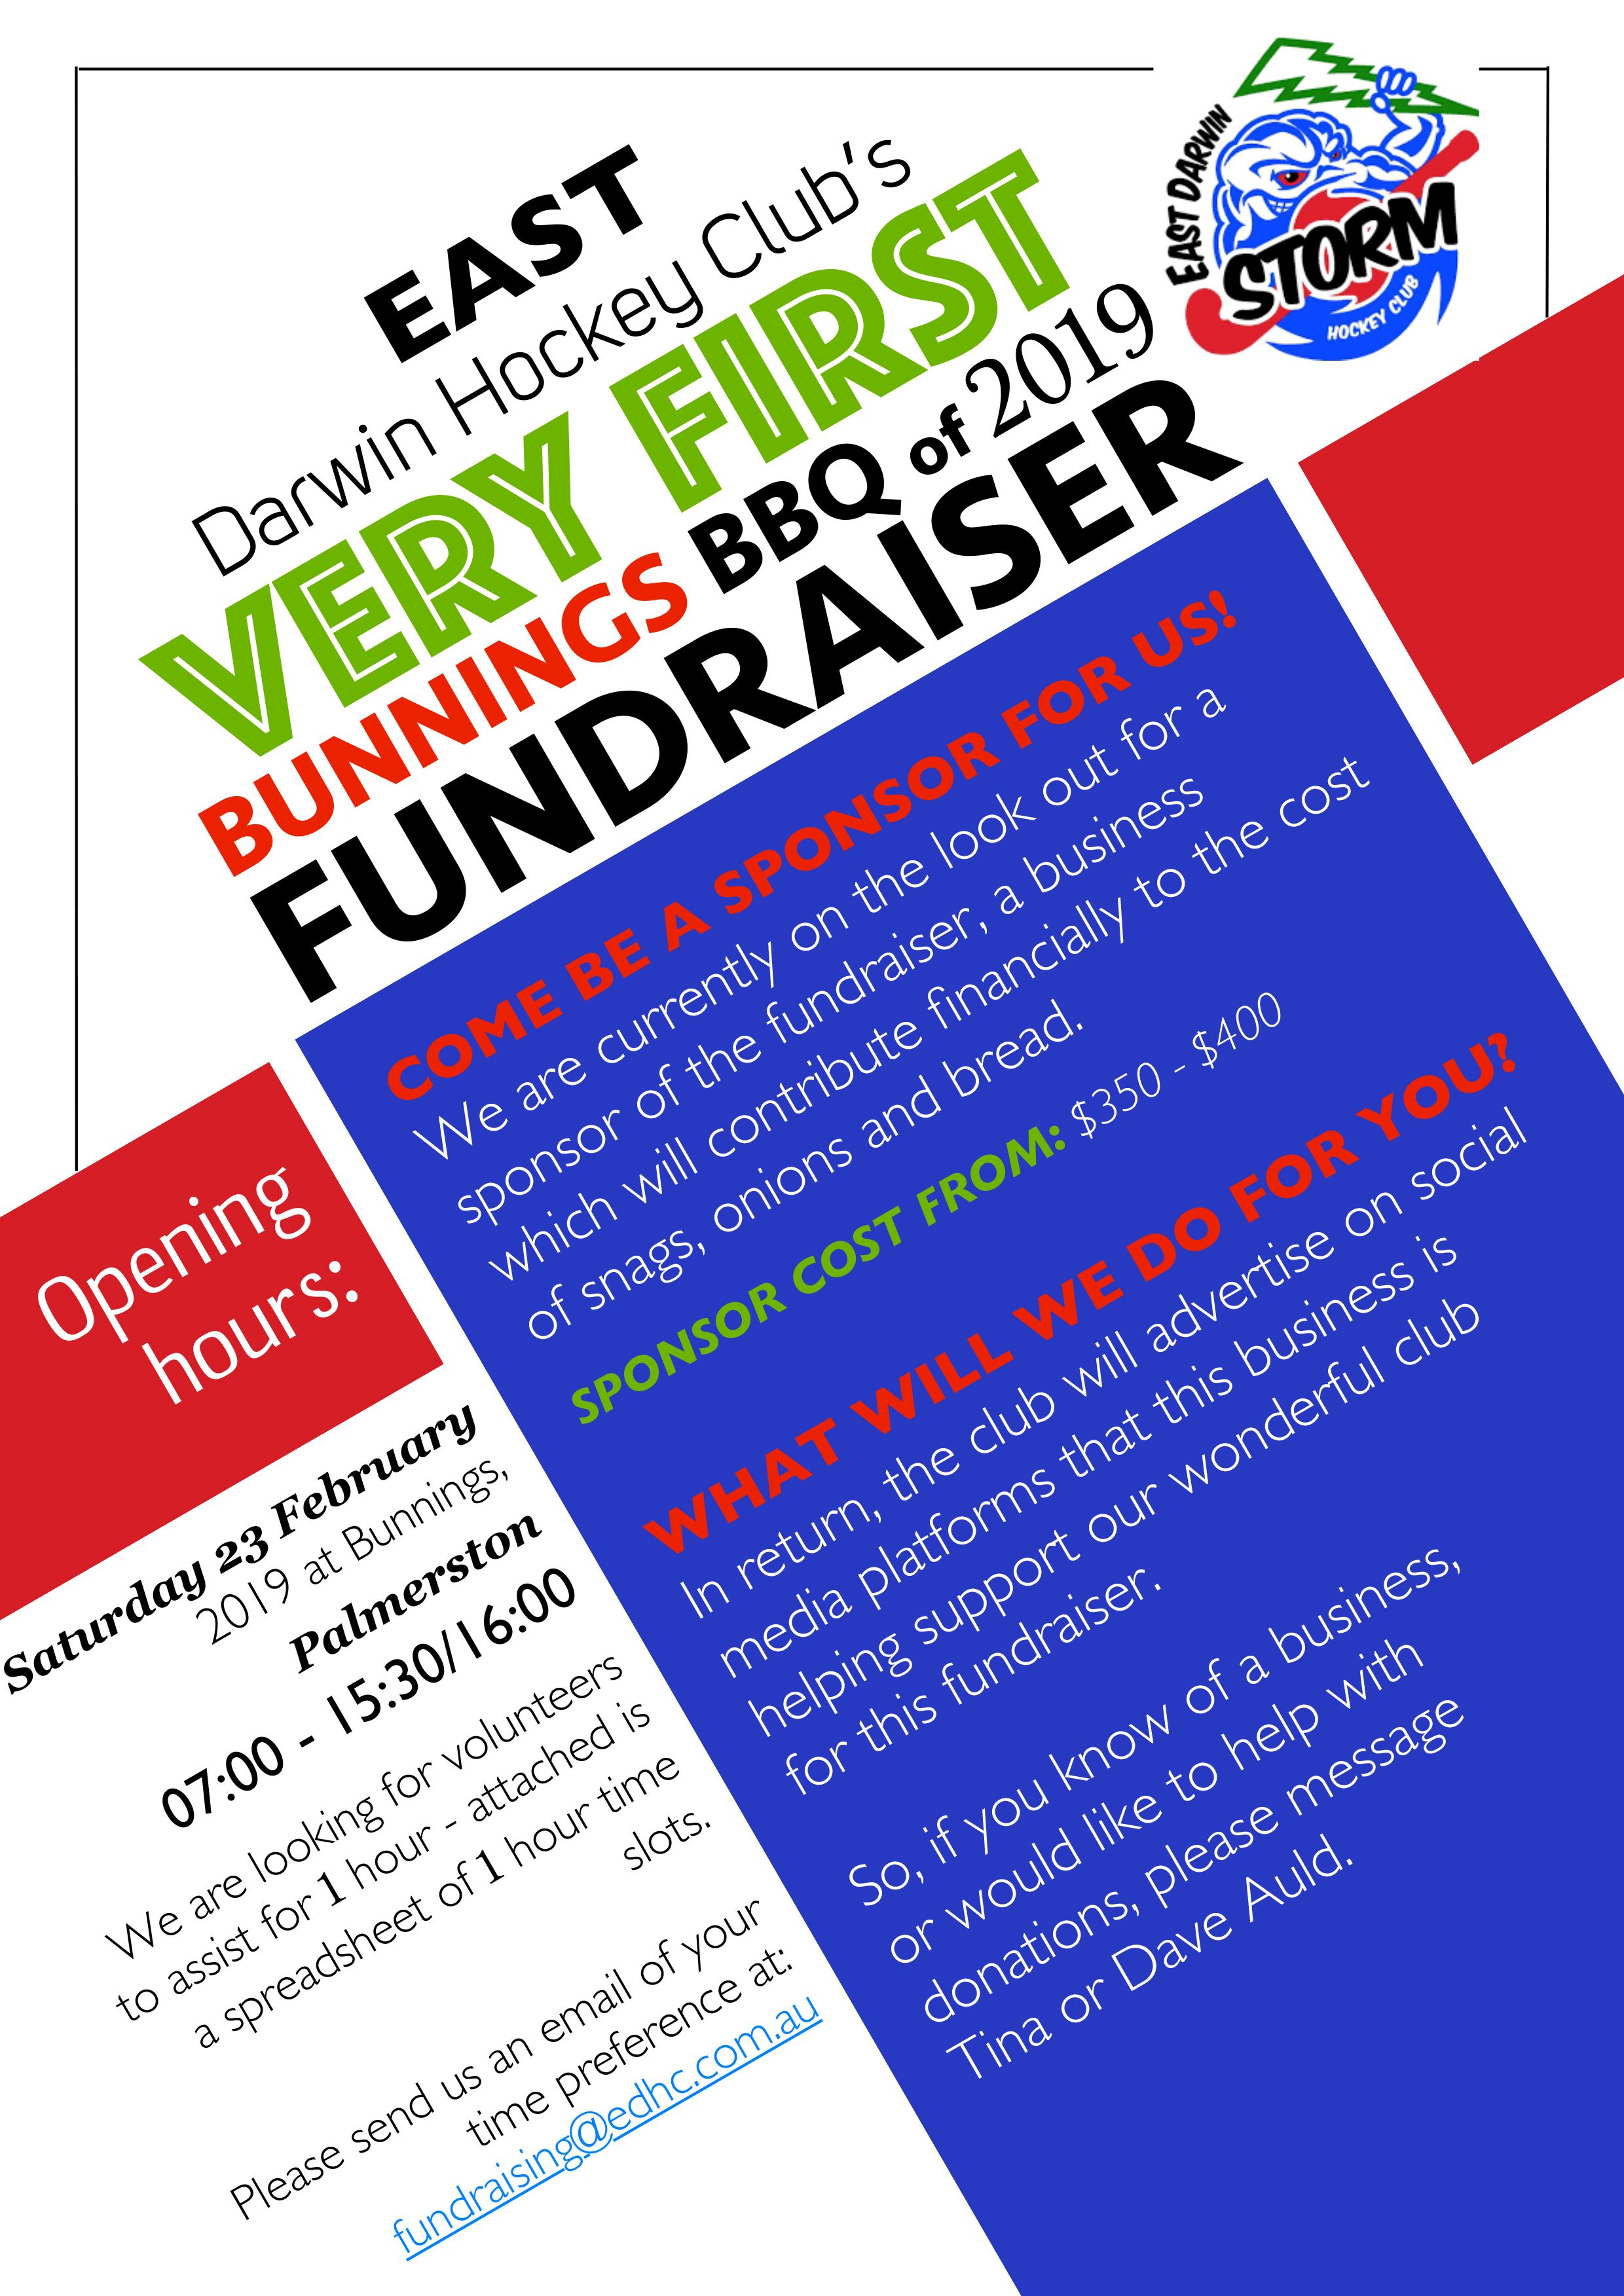 EAST DARWIN
STORM
HOCKEY CLUB
EAST
Darwin Hockey Club's
VERY FIRST
BUNNINGS BBQ of 2019
FUNDRAISER
COME BE A SPONSOR FOR US!
We are currently on the look out for a
sponsor of the fundraiser, a business
which will contribute financially to the cost
of snags, onions and bread.
SPONSOR COST FROM: $350 - $400
WHAT WILL WE DO FOR YOU?
In return, the club will advertise on social
media platforms that this business is
helping support our wonderful club
for this fundraiser.
So, if you know of a business,
or would like to help with
donations, please message
Tina or Dave Auld.
Opening
hours:
Saturday 23 February
2019 at Bunnings,
Palmerston
07:00 - 15:30/16:00
We are looking for volunteers
to assist for 1 hour - attached is
a spreadsheet of 1 hour time
slots.
Please send us an email of your
time preference at:
fundraising@edhc.com.au